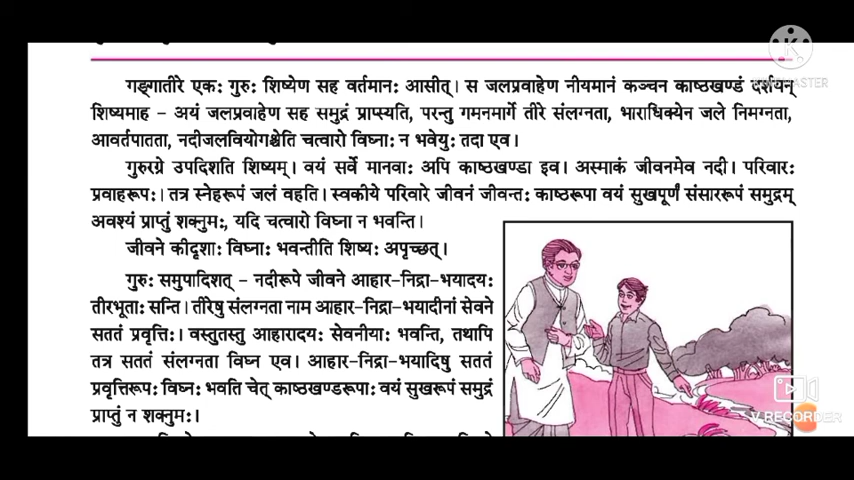 गङ्गातीरे एकः गुरुः शिष्येण सह वर्तमानः आसीत्। स जलप्रवाहेण नीयमानं कञ्चन काष्ठखण्डं दर्शयन्
शिष्यमाह – अयं जलप्रवाहेण सह समुद्रं प्राप्स्यति, परन्तु गमनमार्गे तीरे संलग्नता, भाराधिक्येन जले निमग्नता,
आवर्तपातता, नदीजलवियोगश्चेति चत्वारो विघ्नाः न भवेयुः तदा एव।
गुरुरग्रे उपदिशति शिष्यम्। वयं सर्वे मानवाः अपि काष्ठखण्डा इव। अस्माकं जीवनमेव नदी। परिवारः
प्रवाहरूपः। तत्र स्नेहरूपं जलं वहति। स्वकीये परिवारे जीवनं जीवन्तः काष्ठरूपा वयं सुखपूर्णं संसाररूपं समुद्रम्
अवश्यं प्राप्तुं शक्नुमः, यदि चत्वारो विघ्ना न भवन्ति।
जीवने कीदृशाः विघ्नाः भवन्तीति शिष्यः अपृच्छत्।
गुरुः समुपादिशत् – नदीरूपे जीवने आहार-निद्रा-भयादयः
तीरभूताः सन्ति। तीरेषु संलग्नता नाम आहार-निद्रा-भयादीनां सेवने
सततं प्रवृत्तिः। वस्तुतस्तु आहारादयः सेवनीयाः भवन्ति, तथापि
तत्र सततं संलग्नता विघ्न एव। आहार-निद्रा-भयादिषु सततं
प्रवृत्तिरूपः विघ्नः भवति चेत् काष्ठखण्डरूपाः वयं सुखरूपं समुद्रं
प्राप्तुं न शक्नुमः।
KINEMASTER
V RECORDER